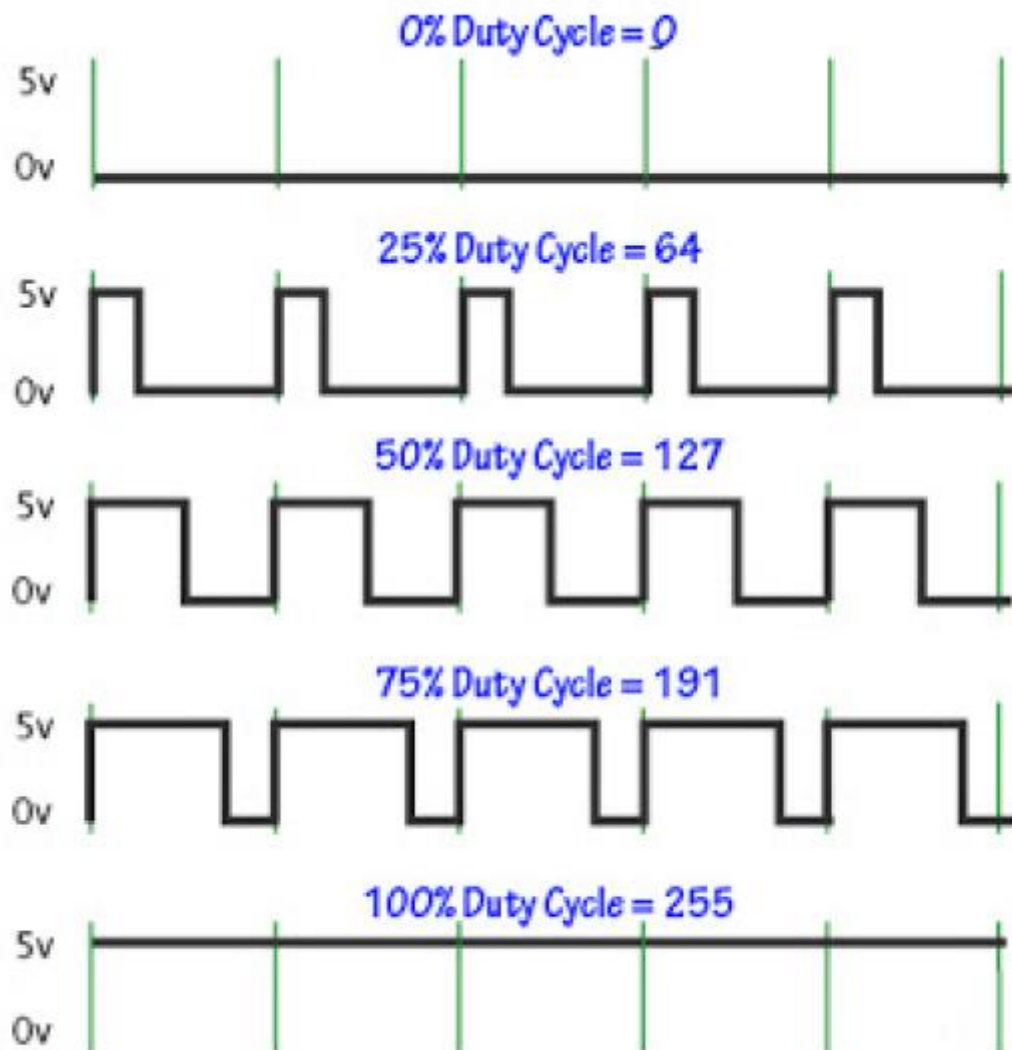 0% Duty Cycle = 0
5v
0v
25% Duty Cycle = 64
5v
0v
50% Duty Cycle = 127
5v
0v
75% Duty Cycle = 191
5v
0v
100% Duty Cycle = 255
5v
0v